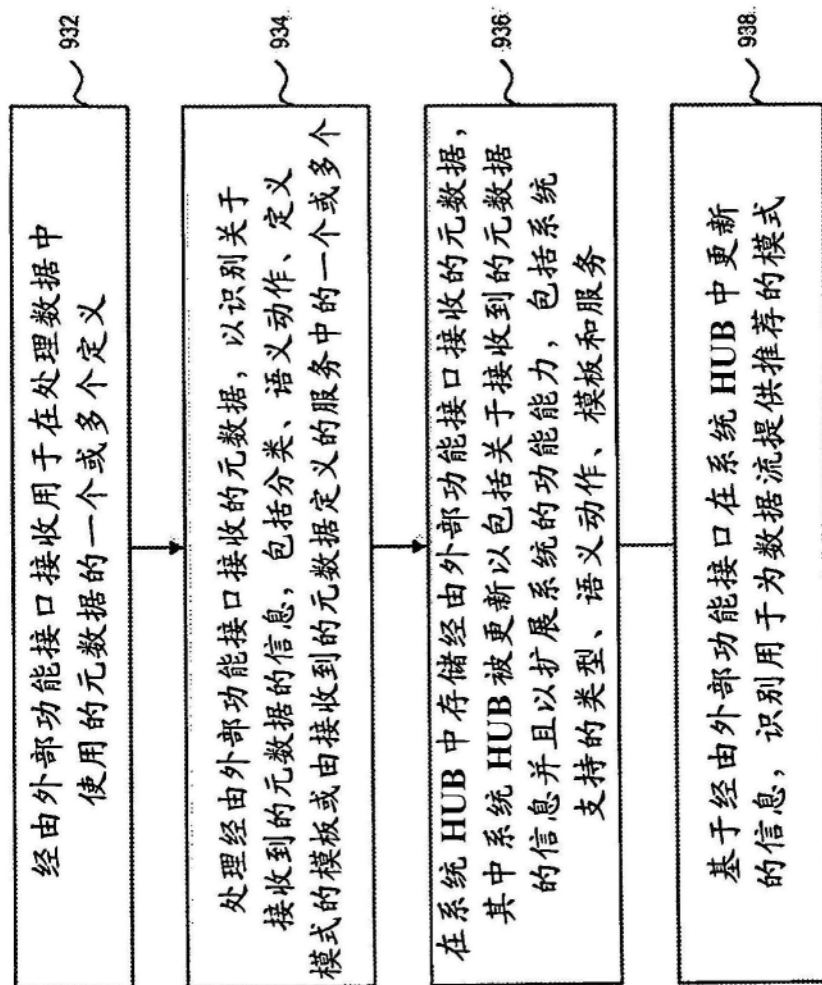 经由外部功能接口接收用于在处理数据中
使用的元数据的一个或多个定义
932
处理经由外部功能接口接收的元数据，以识别关于
接收到的元数据的信息，包括分类、语义动作、定义
模式的模板或由接收到的元数据定义的服务中的一个或多个
934
在系统 HUB 中存储经由外部功能接口接收的元数据，
其中系统 HUB 被更新以包括关于接收到的元数据
的信息并且以扩展系统的功能能力，包括系统
支持的类型、语义动作、模板和服务
936
基于经由外部功能接口在系统 HUB 中更新
的信息，识别用于为数据流提供推荐的模式
938